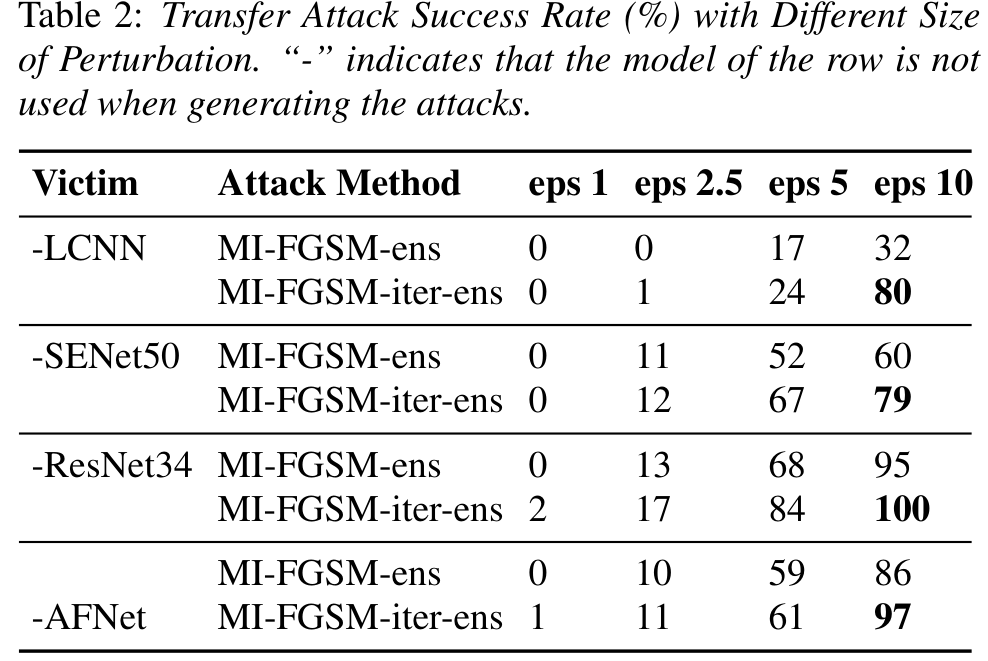 Table 2: Transfer Attack Success Rate (%) with Different Size
of Perturbation. “-” indicates that the model of the row is not
used when generating the attacks.
Victim Attack Method eps 1 eps 2.5 eps 5 eps 10
-LCNN MI-FGSM-ens 0 0 17 32
MI-FGSM-iter-ens 0 1 24 80
-SENet50 MI-FGSM-ens 0 11 52 60
MI-FGSM-iter-ens 0 12 67 79
-ResNet34 MI-FGSM-ens 0 13 68 95
MI-FGSM-iter-ens 2 17 84 100
MI-FGSM-ens 0 10 59 86
-AFNet MI-FGSM-iter-ens 1 11 61 97